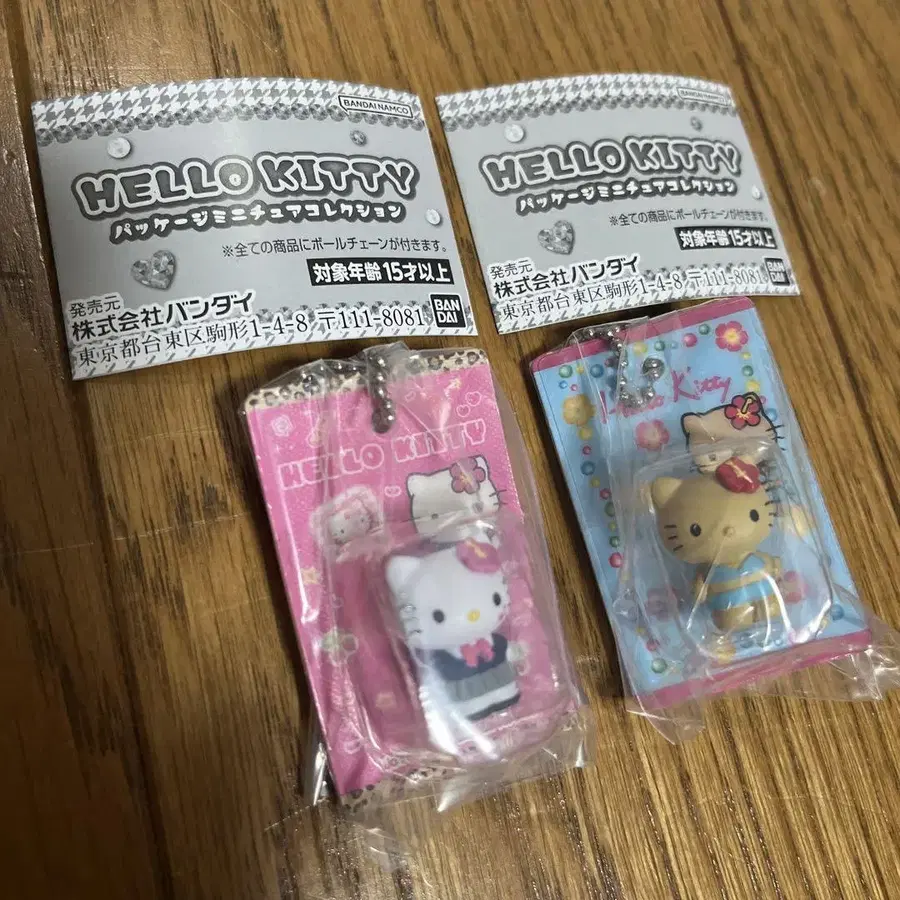 BANDAI NAMCO
HELLO KITTY
パッケージミニチュアコレクション
※全ての商品にボールチェーンが付きます。
対象年齢15才以上
発売元
株式会社バンダイ
東京都台東区駒形1-4-8 〒111-8081
BAN
DAI
BANDAI NAMCO
HELLO KITTY
パッケージミニチュアコレクション
※全ての商品にボールチェーンが付きます。
対象年齢15才以上
発売元
株式会社バンダイ
東京都台東区駒形1-4-8 〒111-8081
BAN
DAI
HELLO KITTY
Hello Kitty